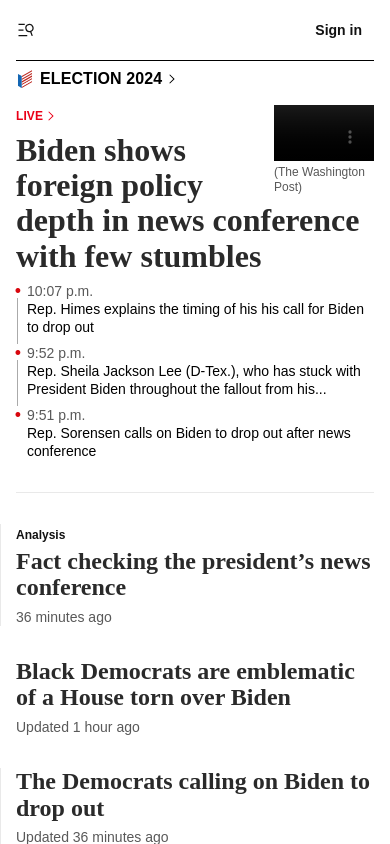 Sign in
ELECTION 2024
LIVE
Biden shows
foreign policy
depth in news conference
with few stumbles
(The Washington
Post)
10:07 p.m.
Rep. Himes explains the timing of his his call for Biden
to drop out
9:52 p.m.
Rep. Sheila Jackson Lee (D-Tex.), who has stuck with
President Biden throughout the fallout from his...
9:51 p.m.
Rep. Sorensen calls on Biden to drop out after news
conference
Analysis
Fact checking the president’s news
conference
36 minutes ago
Black Democrats are emblematic
of a House torn over Biden
Updated 1 hour ago
The Democrats calling on Biden to
drop out
Updated 36 minutes ago